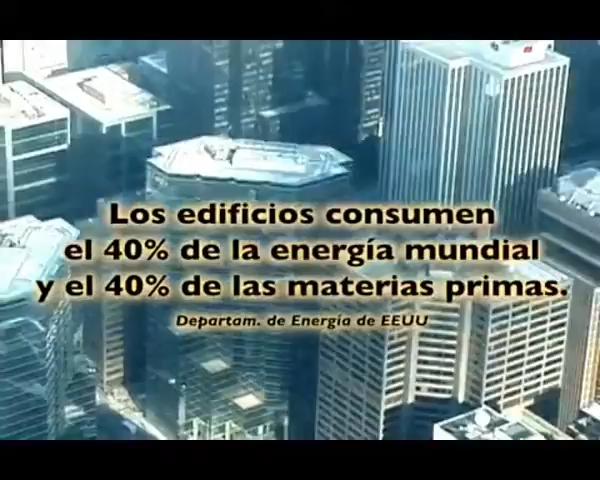 Los edificios consumen
el 40% de la energía mundial
y el 40% de las materias primas.
Departam. de Energía de EEUU